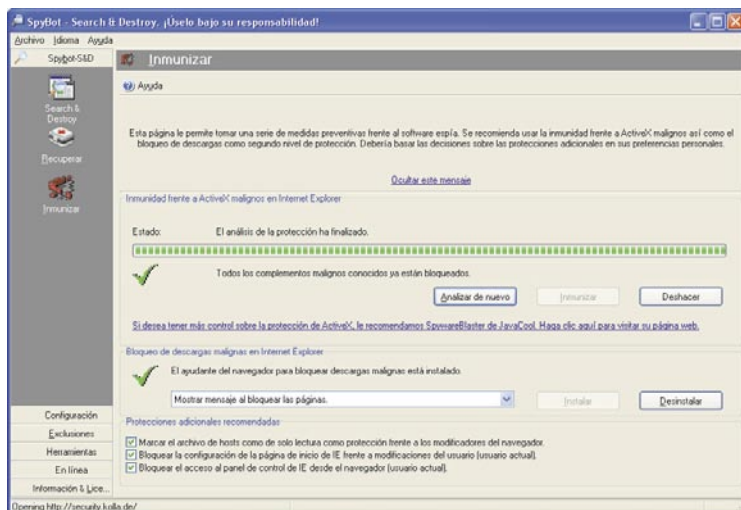 SpyBot - Search & Destroy. ¡Úselo bajo su responsabilidad!
Archivo Idioma Ayuda
Spybot-S&D
Search &
Destroy
Recuperar
Inmunizar
Configuración
Exclusiones
Herramientas
En línea
Información & Lice...
Inmunizar
Ayuda
Esta página le permite tomar una serie de medidas preventivas frente al software espía. Se recomienda usar la inmunidad frente a ActiveX malignos así como el
bloqueo de descargas como segundo nivel de protección. Debería basar las decisiones sobre las protecciones adicionales en sus preferencias personales.
Ocultar este mensaje
Inmunidad frente a ActiveX malignos en Internet Explorer
Estado: El análisis de la protección ha finalizado.
Todos los complementos malignos conocidos ya están bloqueados.
Analizar de nuevo Inmunizar Deshacer
Si desea tener más control sobre la protección de ActiveX, le recomendamos SpywareBlaster de JavaCool. Haga clic aquí para visitar su página web.
Bloqueo de descargas malignas en Internet Explorer
El ayudante del navegador para bloquear descargas malignas está instalado.
Mostrar mensaje al bloquear las páginas. Instalar Desinstalar
Protecciones adicionales recomendadas
Marcar el archivo de hosts como de solo lectura como protección frente a los modificadores del navegador.
Bloquear la configuración de la página de inicio de IE frente a modificaciones del usuario (usuario actual).
Bloquear el acceso al panel de control de IE desde el navegador (usuario actual).
Opening http://security.kolla.de/